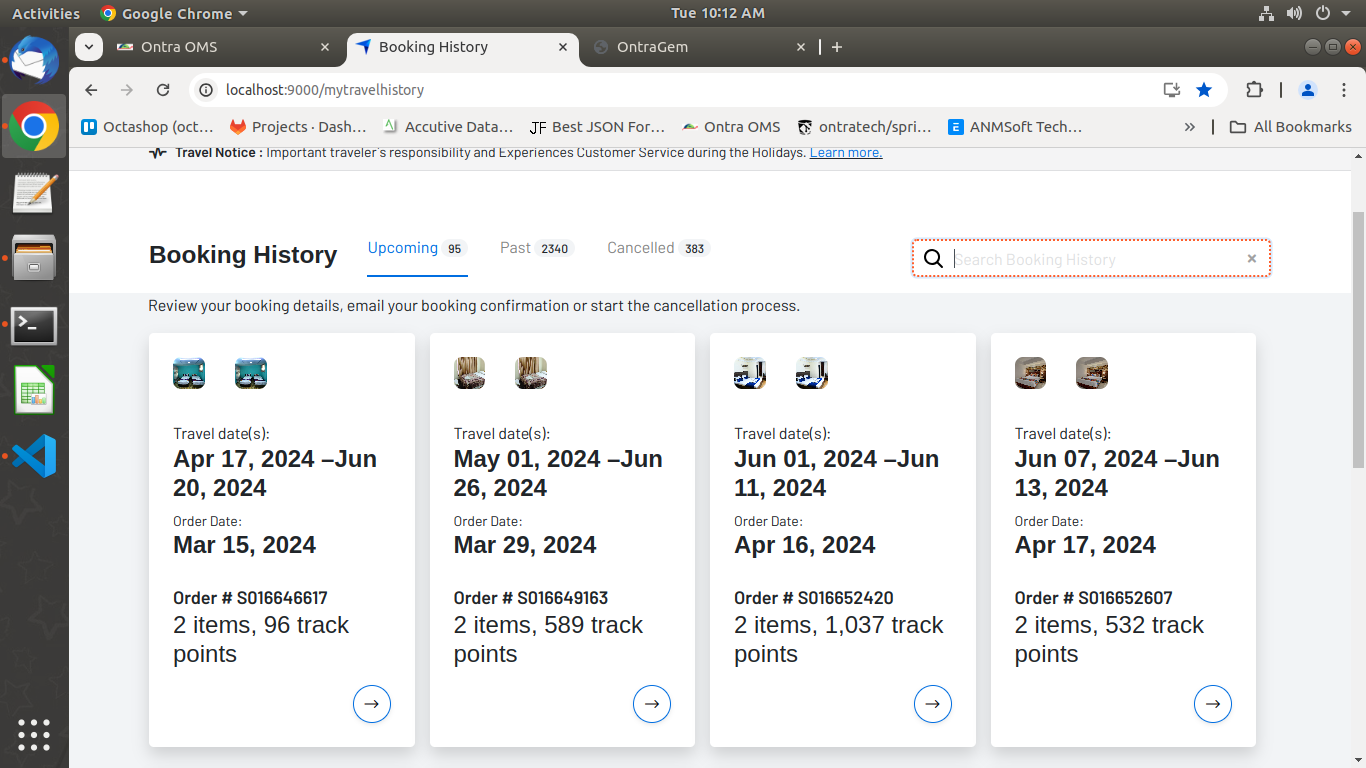 Activities Google Chrome Tue 10:12 AM
Ontra OMS Booking History OntraGem
localhost:9000/mytravelhistory
Octashop (oct… Projects · Dash… Accutive Data… JF Best JSON For… Ontra OMS ontratech/spri… ANMSoft Tech… » All Bookmarks
Travel Notice : Important traveler's responsibility and Experiences Customer Service during the Holidays. Learn more.
Booking History Upcoming 95 Past 2340 Cancelled 383 Search Booking History
Review your booking details, email your booking confirmation or start the cancellation process.
Travel date(s):
Apr 17, 2024 –Jun
20, 2024
Order Date:
Mar 15, 2024
Order # S016646617
2 items, 96 track
points
Travel date(s):
May 01, 2024 –Jun
26, 2024
Order Date:
Mar 29, 2024
Order # S016649163
2 items, 589 track
points
Travel date(s):
Jun 01, 2024 –Jun
11, 2024
Order Date:
Apr 16, 2024
Order # S016652420
2 items, 1,037 track
points
Travel date(s):
Jun 07, 2024 –Jun
13, 2024
Order Date:
Apr 17, 2024
Order # S016652607
2 items, 532 track
points